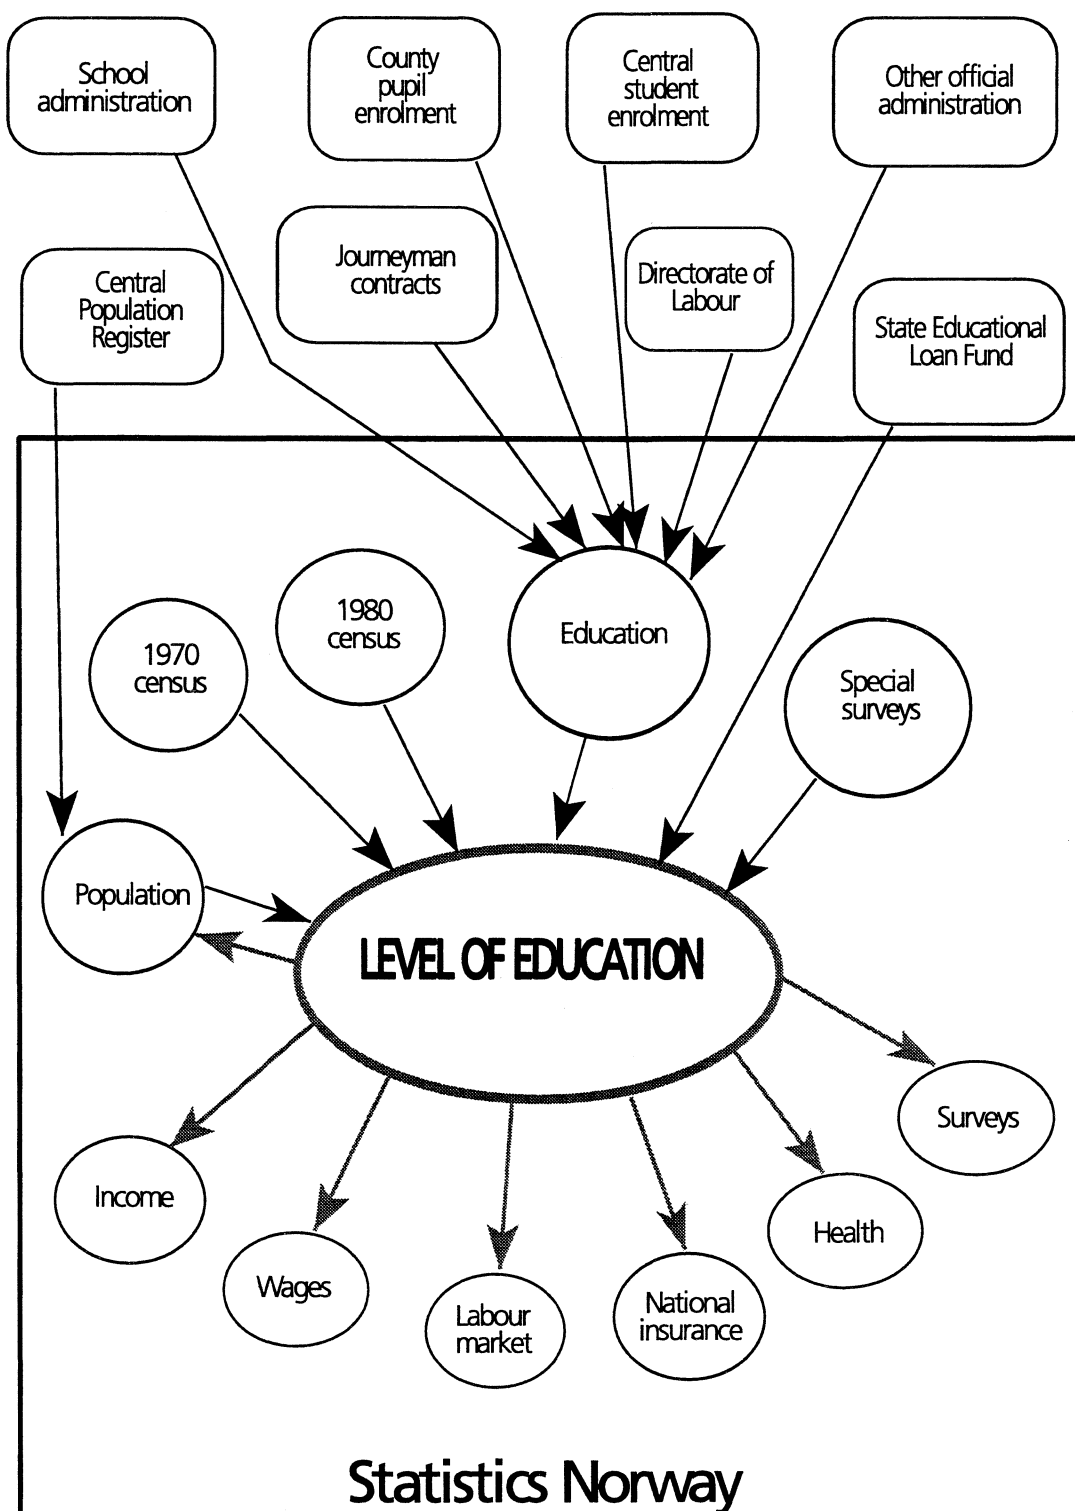 School
administration
County
pupil
enrolment
Central
student
enrolment
Other official
administration
Central
Population
Register
Journeyman
contracts
Directorate of
Labour
State Educational
Loan Fund
1970
census
1980
census
Education
Special
surveys
Population
LEVEL OF EDUCATION
Income
Wages
Labour
market
National
insurance
Health
Surveys
Statistics Norway